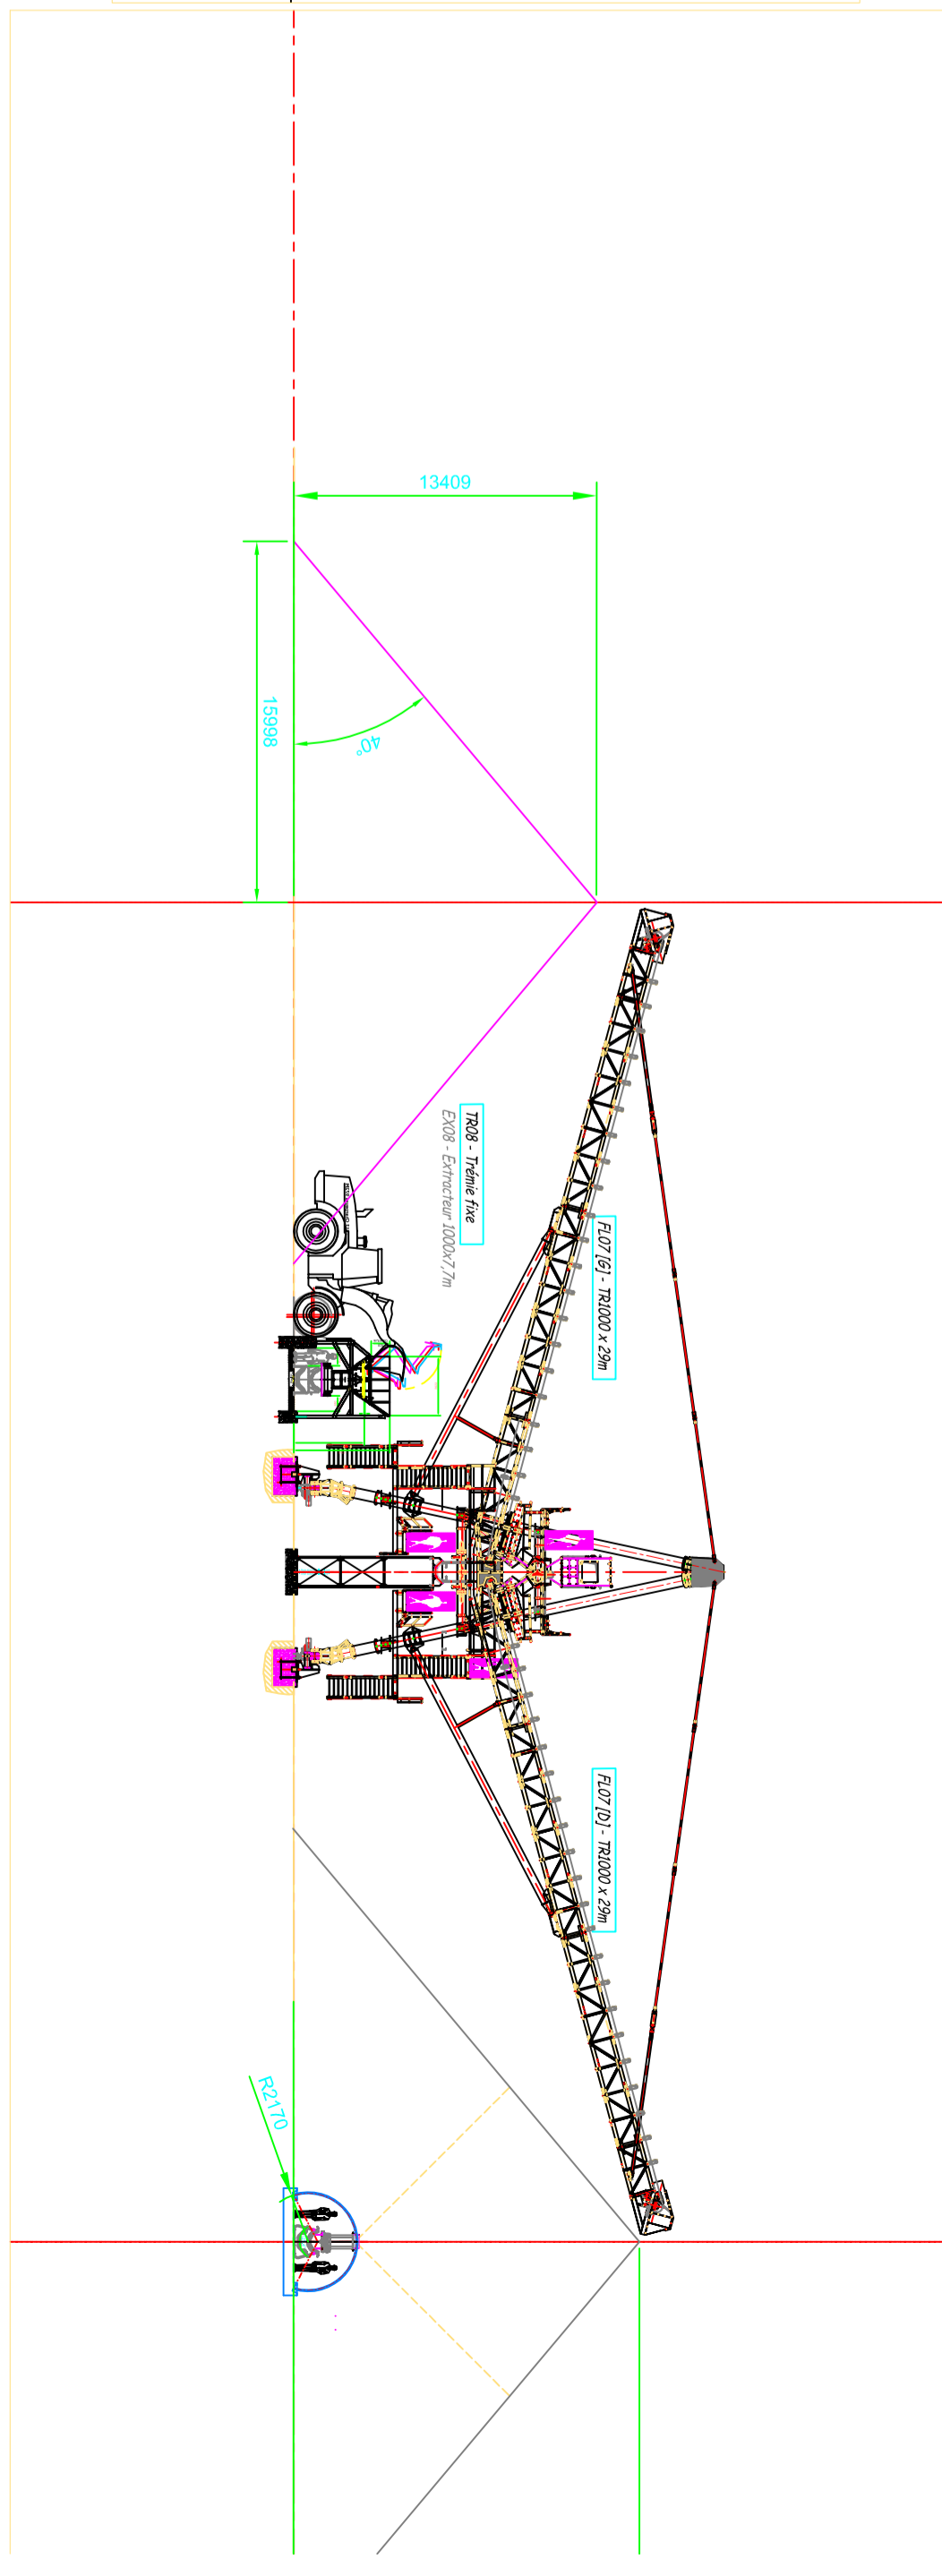 13409
15998
40°
TR08 - Trémie fixe
EX08 - Extracteur 1000x7,7m
FL07 [G] - TR1000 x 29m
FL07 [D] - TR1000 x 29m
R2170